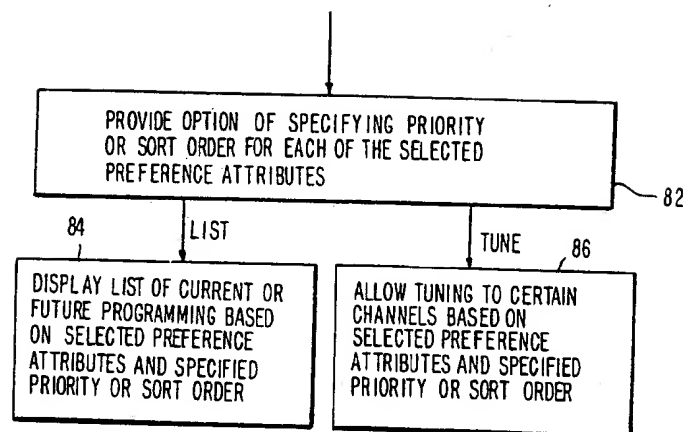 PROVIDE OPTION OF SPECIFYING PRIORITY
OR SORT ORDER FOR EACH OF THE SELECTED
PREFERENCE ATTRIBUTES
82
84
LIST
TUNE
86
DISPLAY LIST OF CURRENT OR
FUTURE PROGRAMMING BASED
ON SELECTED PREFERENCE
ATTRIBUTES AND SPECIFIED
PRIORITY OR SORT ORDER
ALLOW TUNING TO CERTAIN
CHANNELS BASED ON
SELECTED PREFERENCE
ATTRIBUTES AND SPECIFIED
PRIORITY OR SORT ORDER